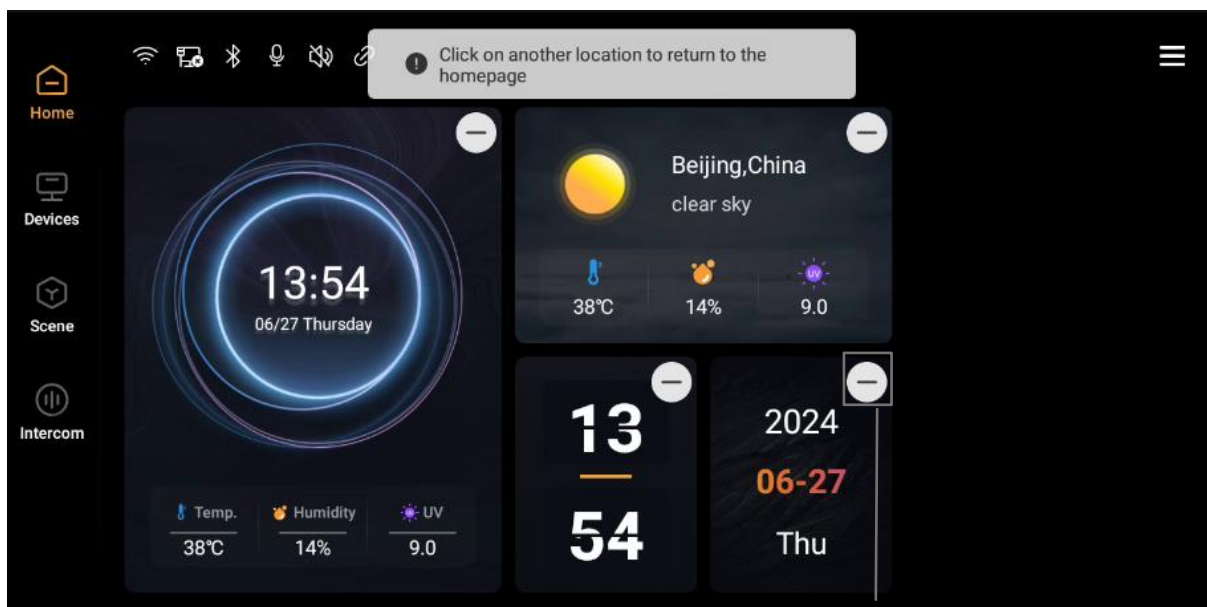 Click on another location to return to the
homepage
Home
Devices
Scene
Intercom
13:54
06/27 Thursday
Temp.
Humidity
UV
38℃
14%
9.0
Beijing,China
clear sky
UV
38℃
14%
9.0
13
54
2024
06-27
Thu